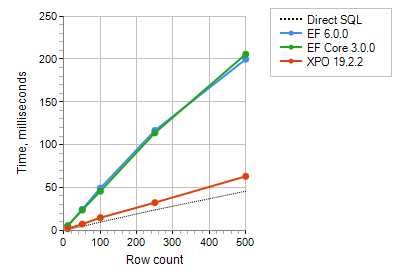 250
200
150
100
50
0
0
100
200
300
400
500
Time, milliseconds
Row count
Direct SQL
EF 6.0.0
EF Core 3.0.0
XPO 19.2.2